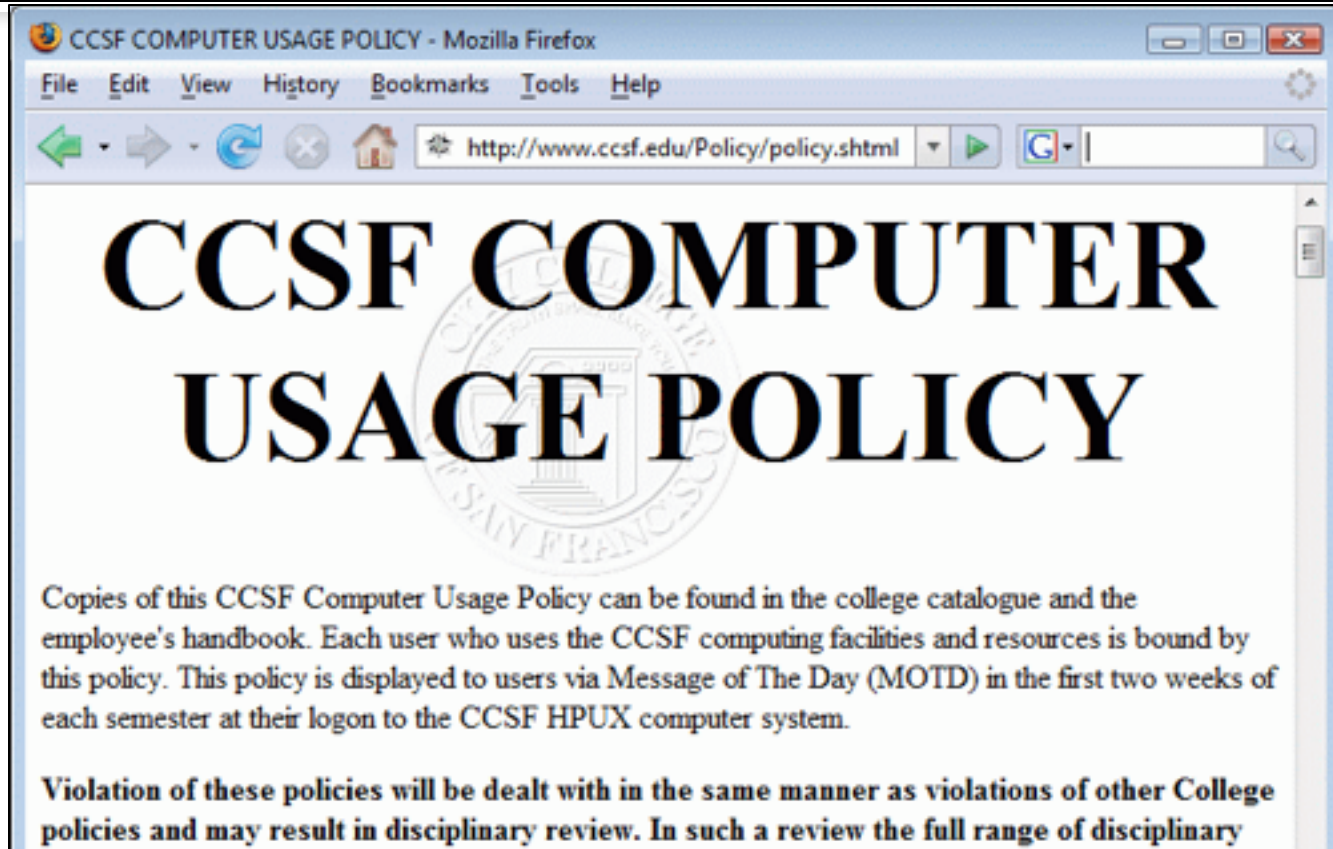 CCSF COMPUTER USAGE POLICY - Mozilla Firefox
File Edit View History Bookmarks Tools Help
http://www.ccsf.edu/Policy/policy.shtml G
CCSF COMPUTER
USAGE POLICY
CITY COLLEGE
OF SAN FRANCISCO
Copies of this CCSF Computer Usage Policy can be found in the college catalogue and the
employee's handbook. Each user who uses the CCSF computing facilities and resources is bound by
this policy. This policy is displayed to users via Message of The Day (MOTD) in the first two weeks of
each semester at their logon to the CCSF HPUX computer system.
Violation of these policies will be dealt with in the same manner as violations of other College
policies and may result in disciplinary review. In such a review the full range of disciplinary